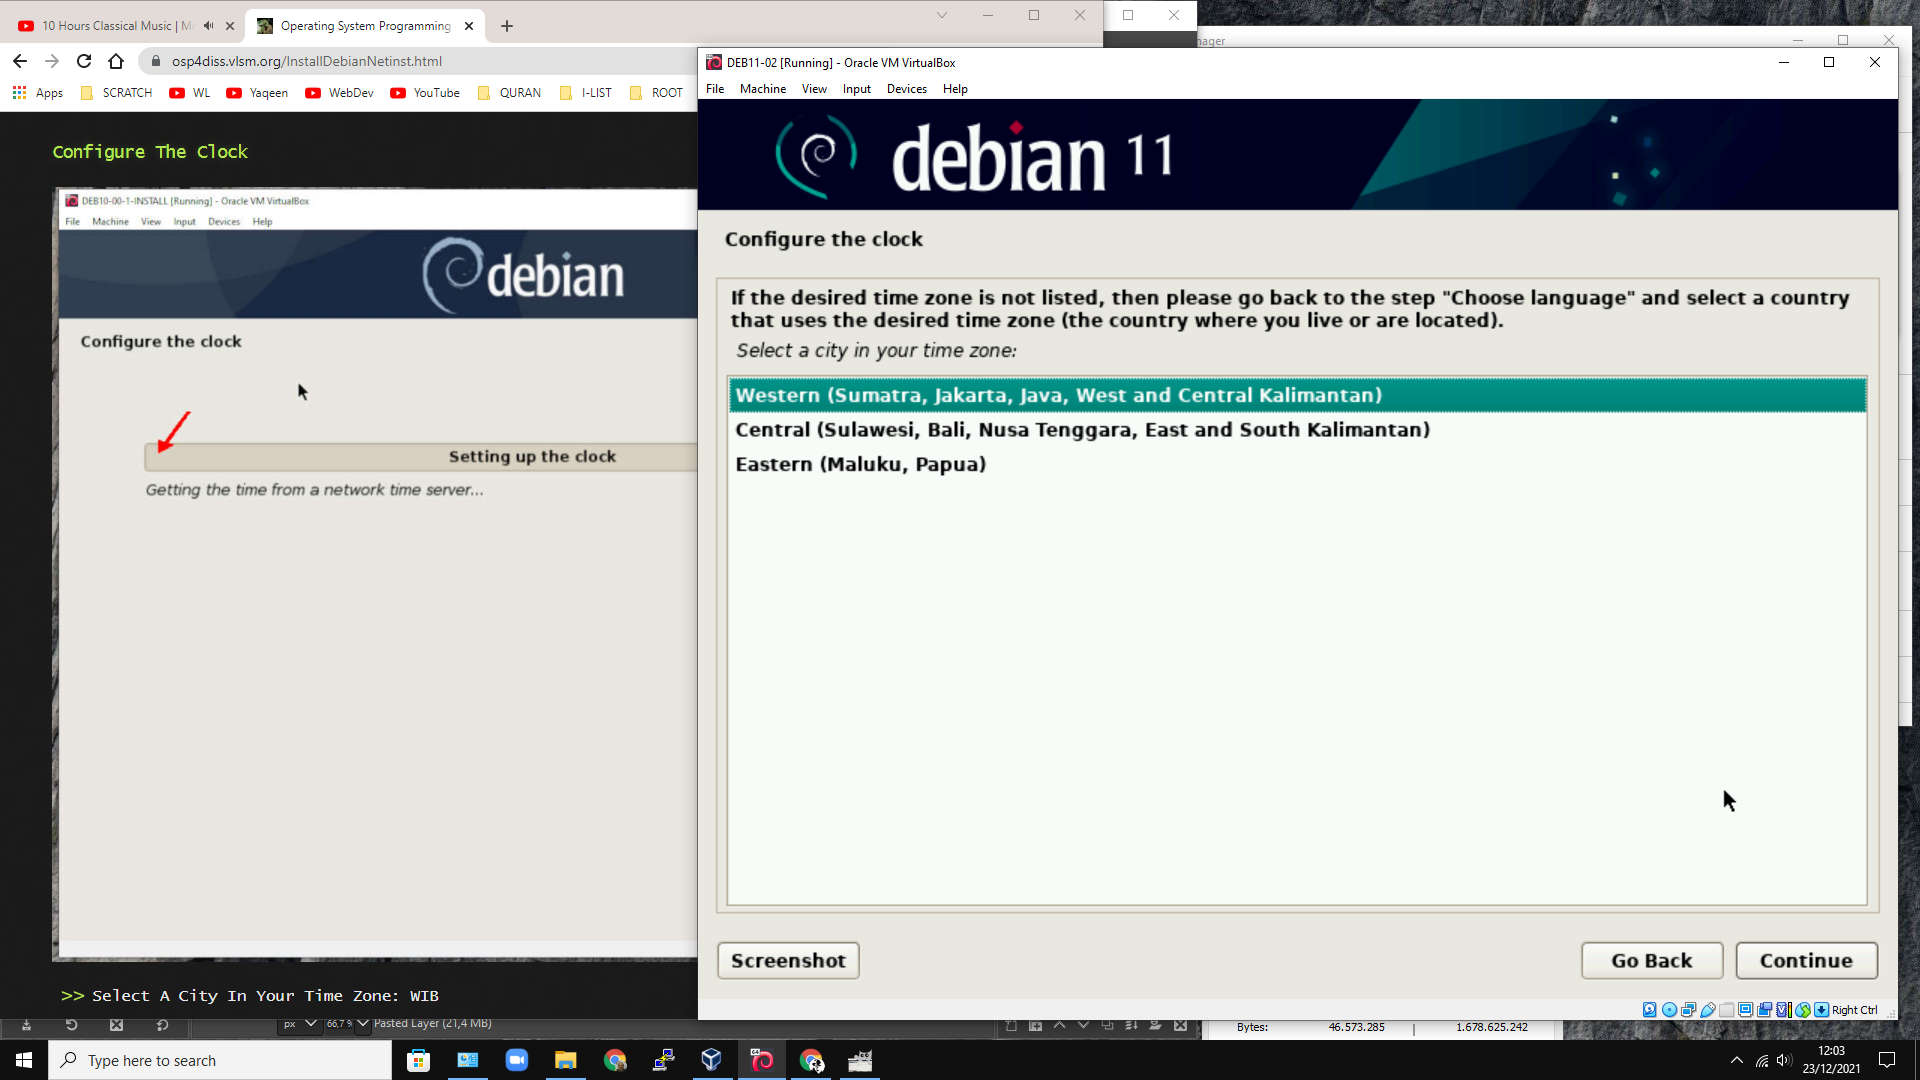 10 Hours Classical Music | M
Operating System Programming
osp4diss.vlsm.org/InstallDebianNetinst.html
Apps
SCRATCH
WL
Yaqeen
WebDev
YouTube
QURAN
I-LIST
ROOT
Configure The Clock
DEB10-00-1-INSTALL [Running] - Oracle VM VirtualBox
File Machine View Input Devices Help
debian
Configure the clock
Setting up the clock
Getting the time from a network time server...
>> Select A City In Your Time Zone: WIB
px
66,7 %
Pasted Layer (21,4 MB)
nager
DEB11-02 [Running] - Oracle VM VirtualBox
File Machine View Input Devices Help
debian 11
Configure the clock
If the desired time zone is not listed, then please go back to the step "Choose language" and select a country
that uses the desired time zone (the country where you live or are located).
Select a city in your time zone:
Western (Sumatra, Jakarta, Java, West and Central Kalimantan)
Central (Sulawesi, Bali, Nusa Tenggara, East and South Kalimantan)
Eastern (Maluku, Papua)
Screenshot
Go Back
Continue
Right Ctrl
Bytes: 46.573.285 | 1.678.625.242
Type here to search
64
12:03
23/12/2021